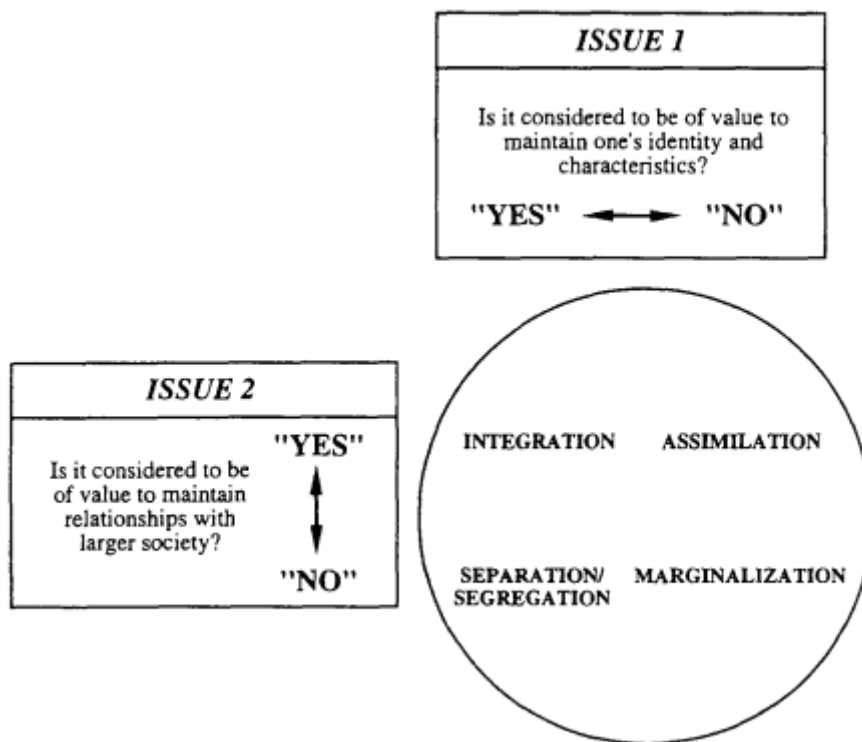 ISSUE 1
Is it considered to be of value to
maintain one's identity and
characteristics?
"YES" "NO"
ISSUE 2
"YES"
Is it considered to be
of value to maintain
relationships with
larger society?
"NO"
INTEGRATION ASSIMILATION
SEPARATION/ MARGINALIZATION
SEGREGATION